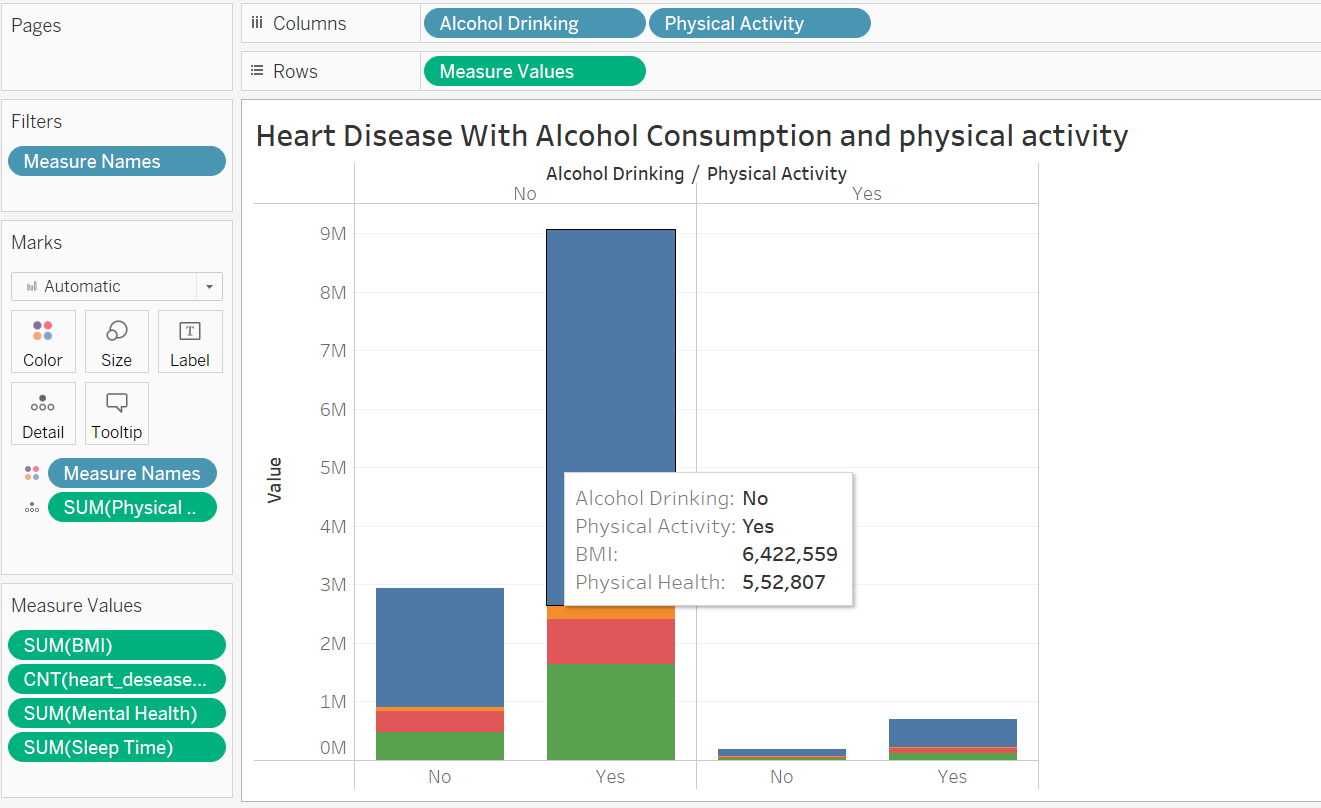 Pages
Columns
Alcohol Drinking
Physical Activity
Rows
Measure Values
Filters
Measure Names
Marks
Automatic
Color
Size
T
Label
Detail
Tooltip
Measure Names
SUM(Physical ..
Measure Values
SUM(BMI)
CNT(heart_desease...
SUM(Mental Health)
SUM(Sleep Time)
Heart Disease With Alcohol Consumption and physical activity
Alcohol Drinking / Physical Activity
No
Yes
Value
9M
8M
7M
6M
5M
4M
3M
2M
1M
0M
Alcohol Drinking: No
Physical Activity: Yes
BMI: 6,422,559
Physical Health: 5,52,807
No
Yes
No
Yes